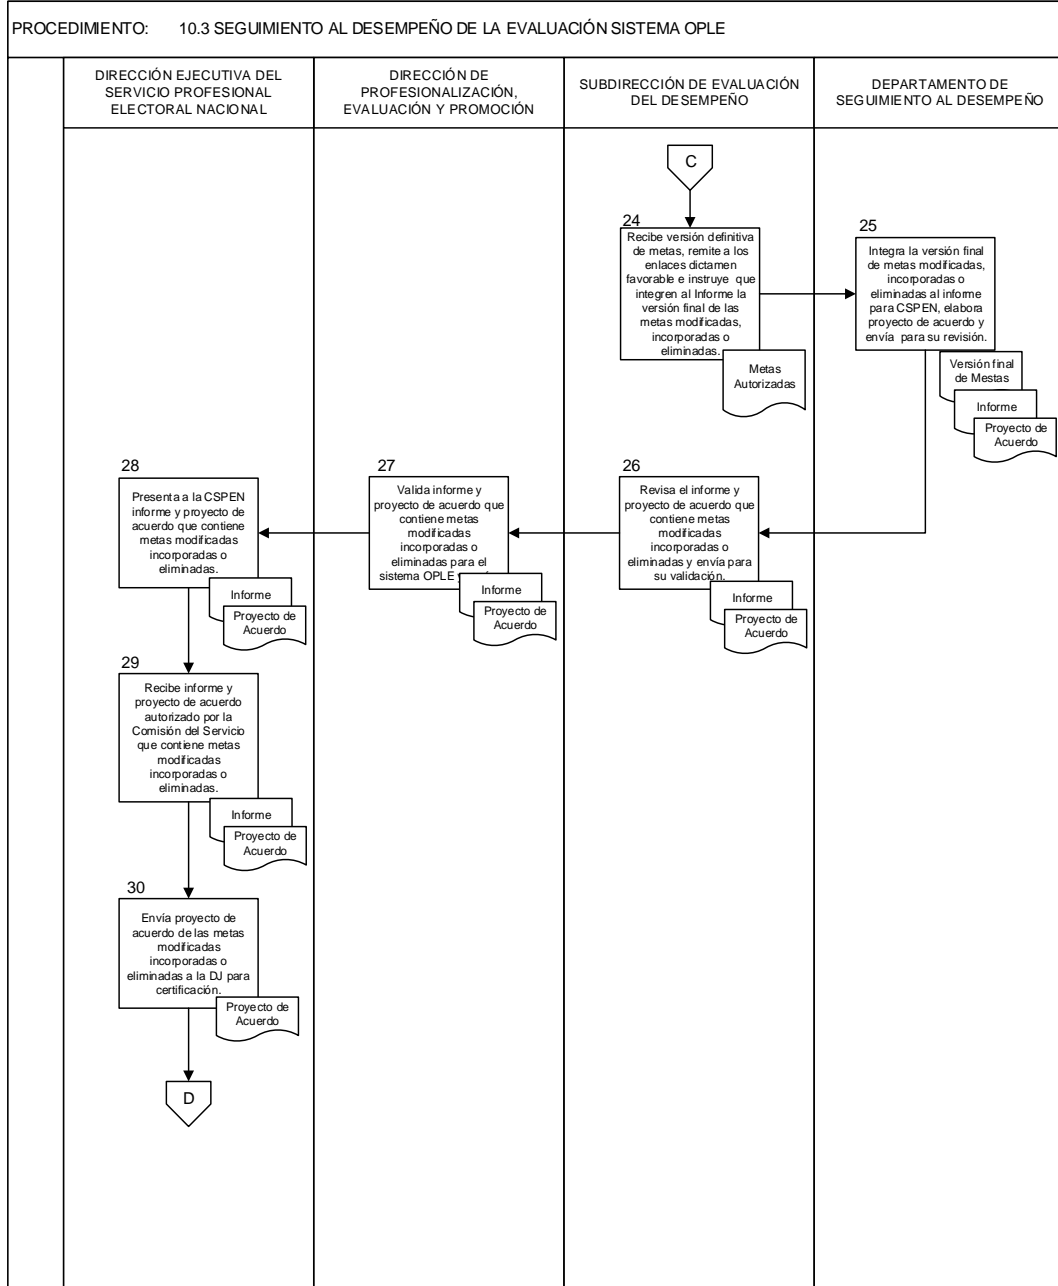 PROCEDIMIENTO: 10.3 SEGUIMIENTO AL DESEMPEÑO DE LA EVALUACIÓN SISTEMA OPLE
DIRECCIÓN EJECUTIVA DEL
SERVICIO PROFESIONAL
ELECTORAL NACIONAL
DIRECCIÓN DE
PROFESIONALIZACIÓN,
EVALUACIÓN Y PROMOCIÓN
SUBDIRECCIÓN DE EVALUACIÓN
DEL DESEMPEÑO
DEPARTAMENTO DE
SEGUIMIENTO AL DESEMPEÑO
C
24
Recibe versión definitiva
de metas, remite a los
enlaces dictamen
favorable e instruye que
integren al Informe la
versión final de las
metas modificadas,
incorporadas o
eliminadas.
Metas
Autorizadas
25
Integra la versión final
de metas modificadas,
incorporadas o
eliminadas al informe
para CSPEN, elabora
proyecto de acuerdo y
envía para su revisión.
Versión final
de Mestas
Informe
Proyecto de
Acuerdo
26
Revisa el informe y
proyecto de acuerdo que
contiene metas
modificadas
incorporadas o
eliminadas y envía para
su validación.
Informe
Proyecto de
Acuerdo
27
Valida informe y
proyecto de acuerdo que
contiene metas
modificadas
incorporadas o
eliminadas para el
sistema OPLE y
Informe
Proyecto de
Acuerdo
28
Presenta a la CSPEN
informe y proyecto de
acuerdo que contiene
metas modificadas
incorporadas o
eliminadas.
Informe
Proyecto de
Acuerdo
29
Recibe informe y
proyecto de acuerdo
autorizado por la
Comisión del Servicio
que contiene metas
modificadas
incorporadas o
eliminadas.
Informe
Proyecto de
Acuerdo
30
Envía proyecto de
acuerdo de las metas
modificadas
incorporadas o
eliminadas a la DJ para
certificación.
Proyecto de
Acuerdo
D